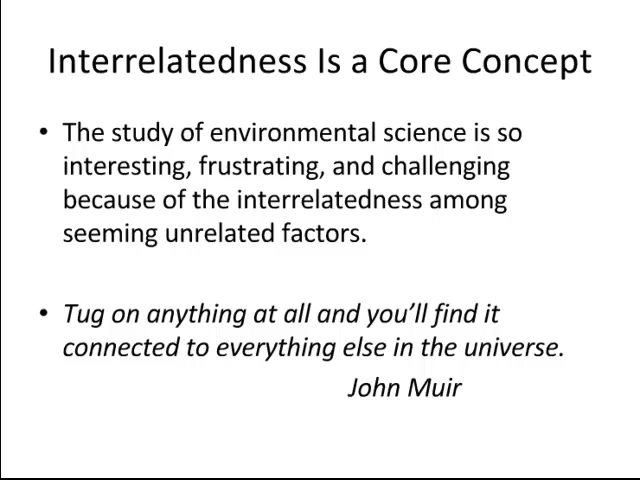 Interrelatedness Is a Core Concept
• The study of environmental science is so
interesting, frustrating, and challenging
because of the interrelatedness among
seeming unrelated factors.
• Tug on anything at all and you’ll find it
connected to everything else in the universe.
John Muir